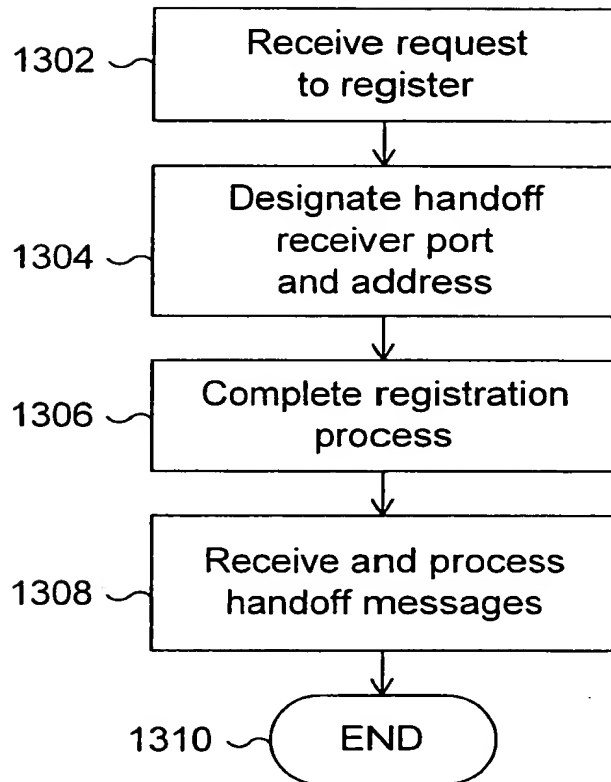 1302
Receive request
to register
1304
Designate handoff
receiver port
and address
1306
Complete registration
process
1308
Receive and process
handoff messages
1310
END